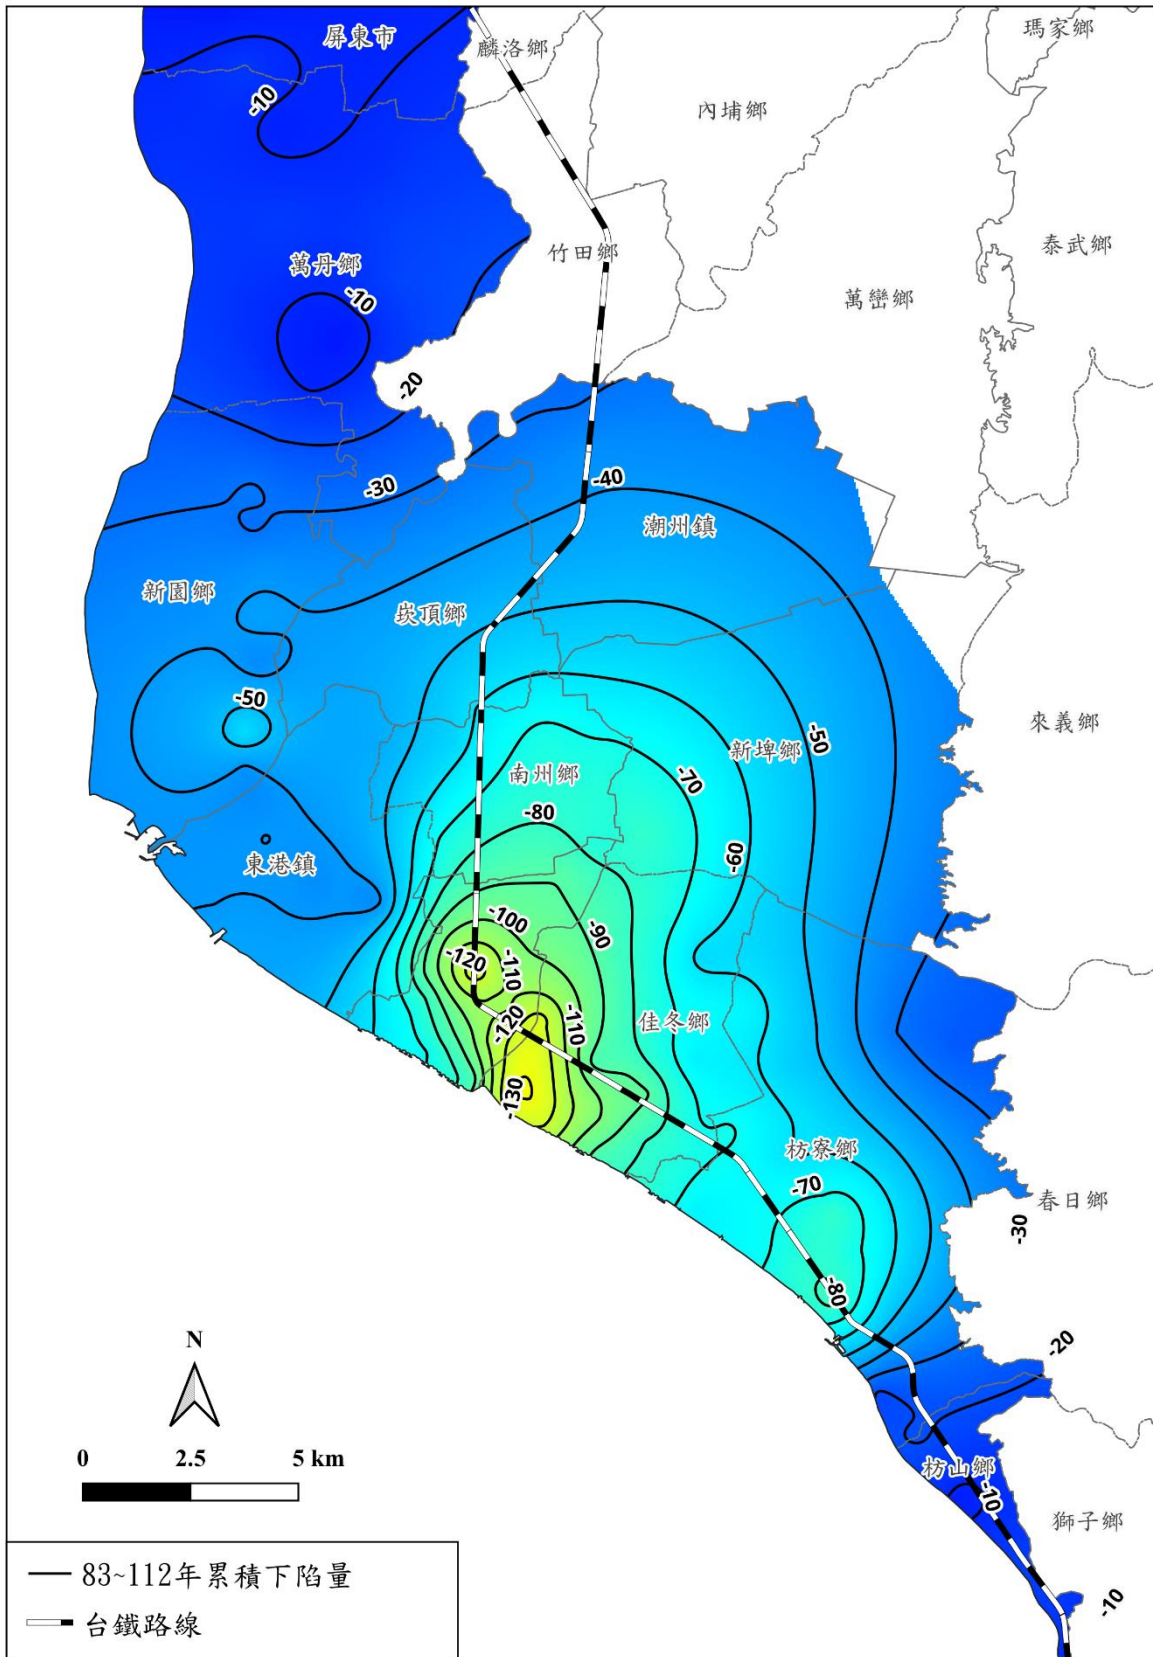 屏東市
麟洛鄉
瑪家鄉
內埔鄉
-10
竹田鄉
泰武鄉
萬丹鄉
-10
萬巒鄉
-20
-30
-40
潮州鎮
新園鄉
崁頂鄉
-50
來義鄉
-50
新埤鄉
南州鄉
-70
-80
-60
東港鎮
-100
-90
-120
-110
-120
-110
佳冬鄉
-130
枋寮鄉
-70
春日鄉
-30
-80
N
-20
0 2.5 5 km
枋山鄉
-10
獅子鄉
-10
83~112年累積下陷量
台鐵路線